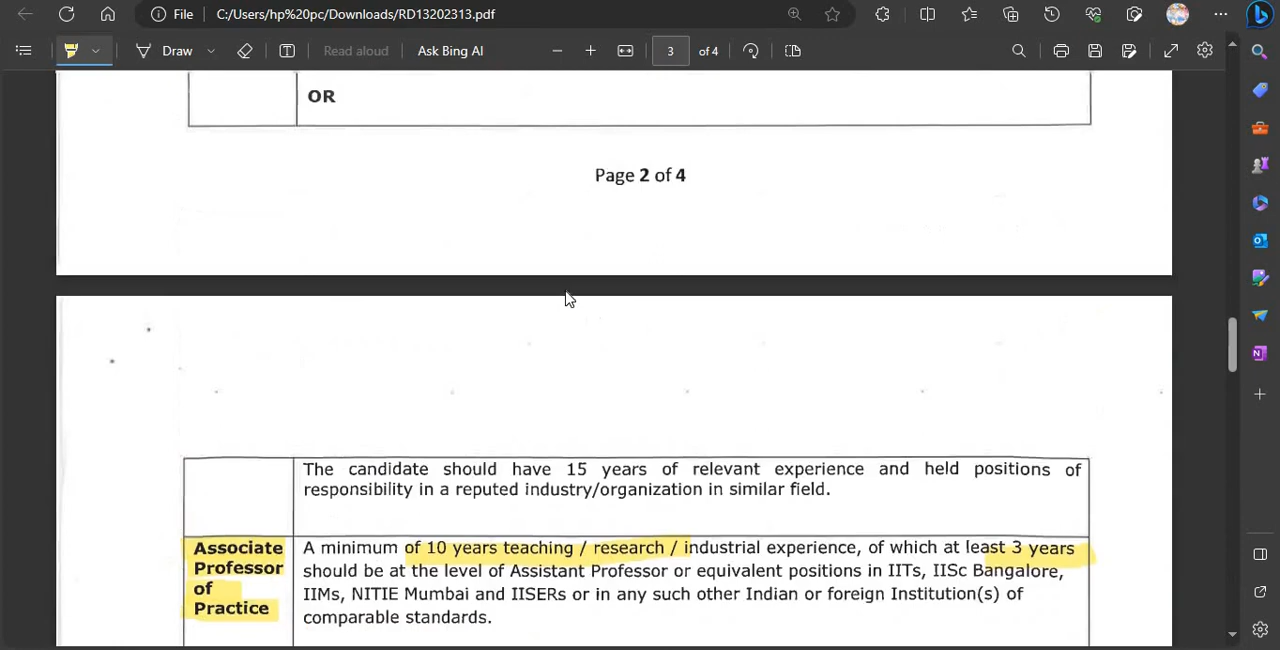 File C:/Users/hp%20pc/Downloads/RD13202313.pdf
Draw Read aloud Ask Bing AI 3 of 4
OR
Page 2 of 4
The candidate should have 15 years of relevant experience and held positions of
responsibility in a reputed industry/organization in similar field.
Associate
Professor
of
Practice
A minimum of 10 years teaching / research / industrial experience, of which at least 3 years
should be at the level of Assistant Professor or equivalent positions in IITs, IISc Bangalore,
IIMs, NITIE Mumbai and IISERs or in any such other Indian or foreign Institution(s) of
comparable standards.